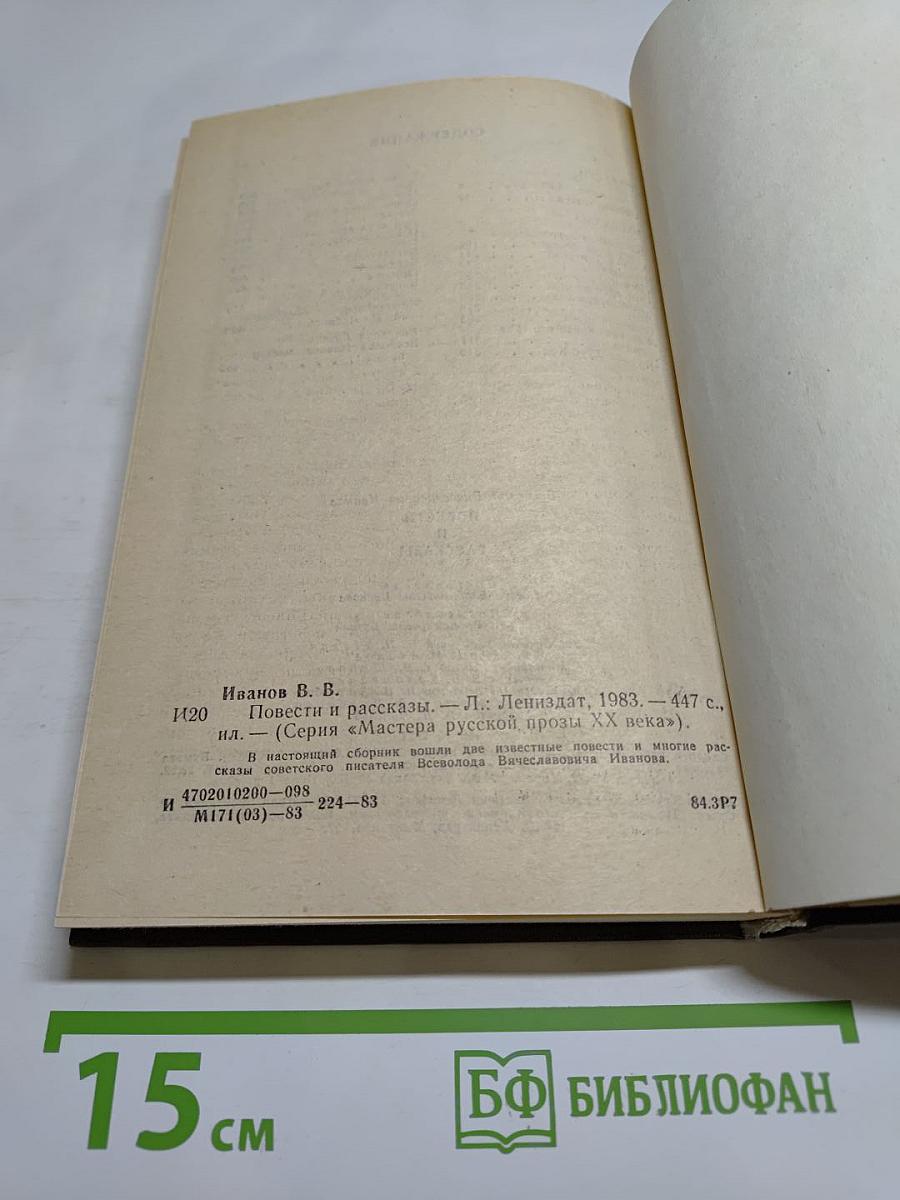 Иванов В. В.
И20 Повести и рассказы. — Л.: Лениздат, 1983. — 447 с.,
ил. — (Серия «Мастера русской прозы XX века»).
В настоящий сборник вошли две известные повести и многие рас-
сказы советского писателя Всеволода Вячеславовича Иванова.
И 4702010200—098 224—83 84.3Р7
М171(03)—83
15 см
БФ БИБЛИОФАН